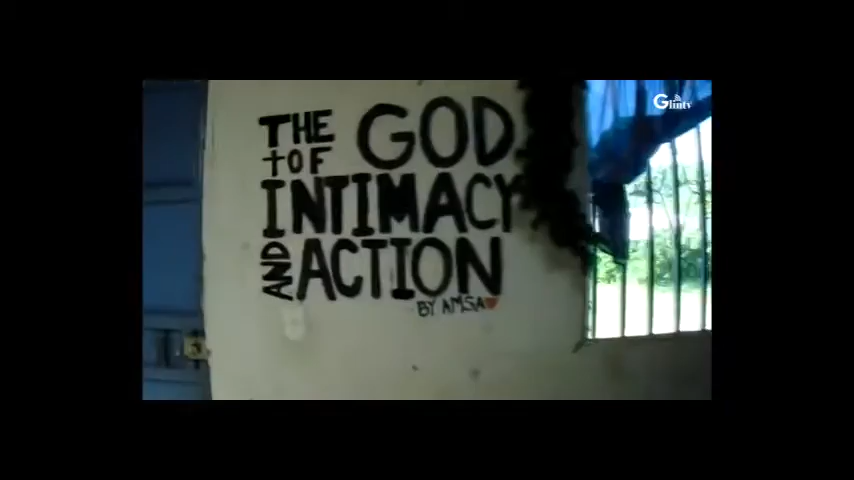 THE GOD
OF
INTIMACY
AND ACTION
BY AMSA
Glintv